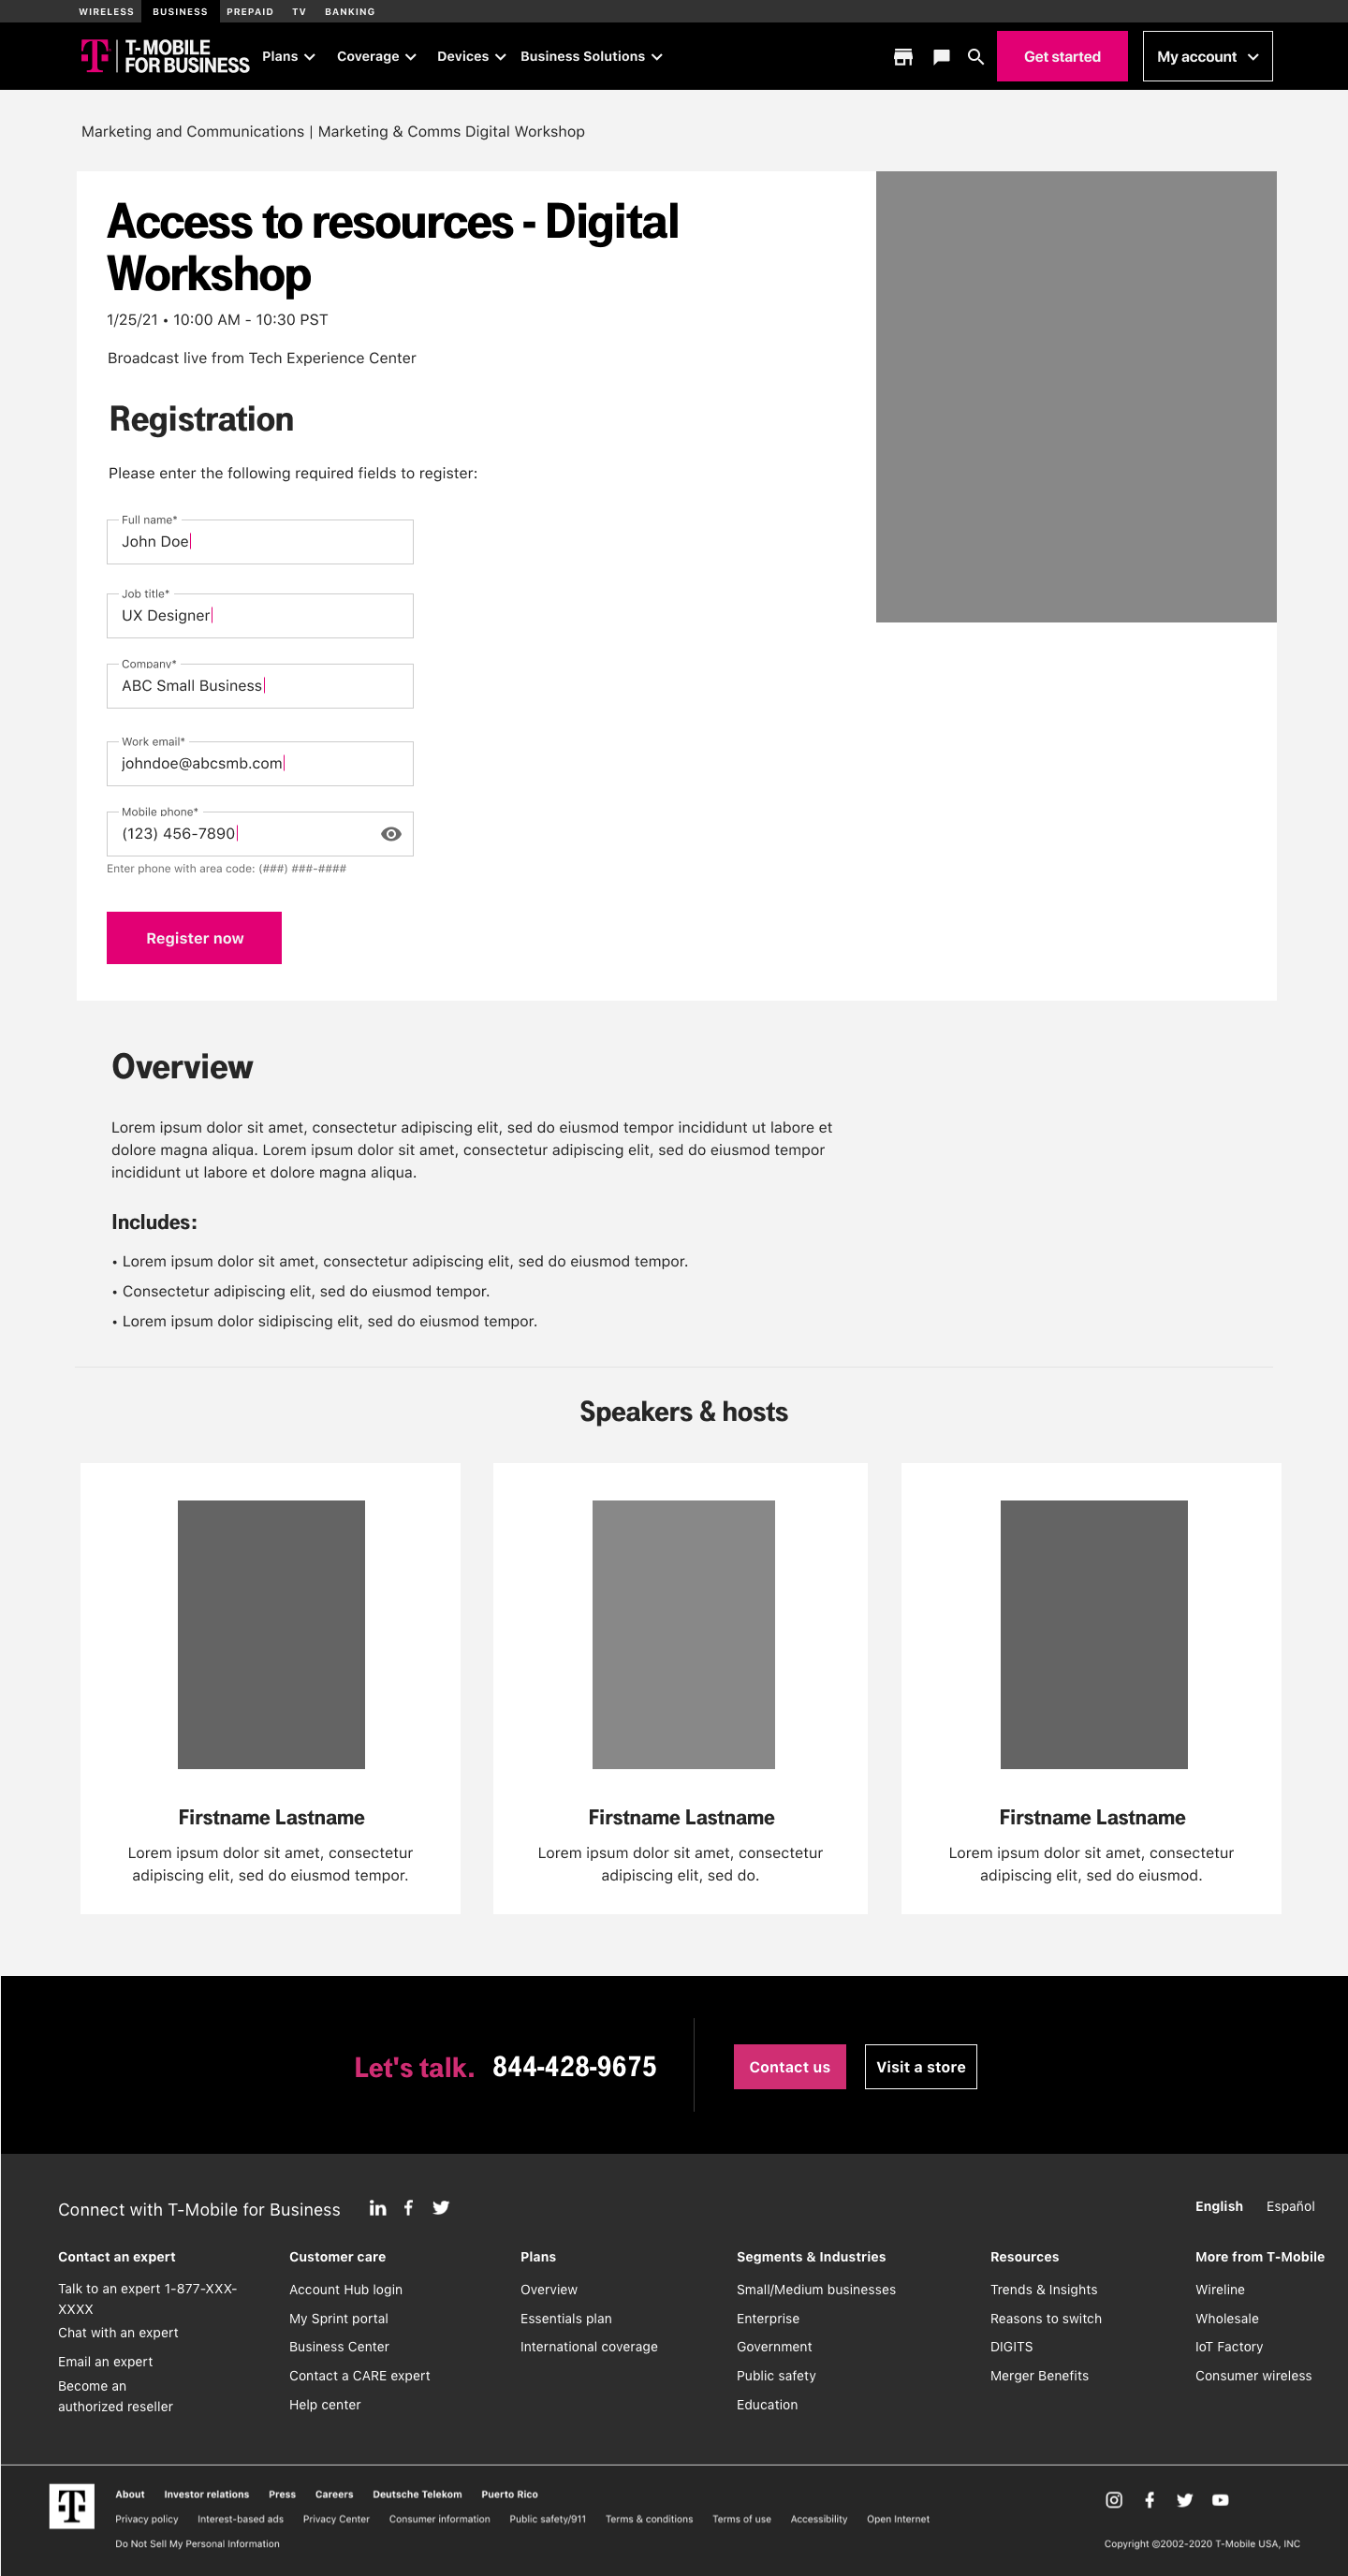 WIRELESS BUSINESS PREPAID TV BANKING
T-MOBILE
FOR BUSINESS
Plans Coverage Devices Business Solutions Get started My account
Marketing and Communications | Marketing & Comms Digital Workshop
Access to resources - Digital
Workshop
1/25/21 • 10:00 AM - 10:30 PST
Broadcast live from Tech Experience Center
Registration
Please enter the following required fields to register:
Full name*
John Doe
Job title*
UX Designer
Company*
ABC Small Business
Work email*
johndoe@abcsmb.com
Mobile phone*
(123) 456-7890
Enter phone with area code: (###) ###-####
Register now
Overview
Lorem ipsum dolor sit amet, consectetur adipiscing elit, sed do eiusmod tempor incididunt ut labore et
dolore magna aliqua. Lorem ipsum dolor sit amet, consectetur adipiscing elit, sed do eiusmod tempor
incididunt ut labore et dolore magna aliqua.
Includes:
• Lorem ipsum dolor sit amet, consectetur adipiscing elit, sed do eiusmod tempor.
• Consectetur adipiscing elit, sed do eiusmod tempor.
• Lorem ipsum dolor sidipiscing elit, sed do eiusmod tempor.
Speakers & hosts
Firstname Lastname
Lorem ipsum dolor sit amet, consectetur
adipiscing elit, sed do eiusmod tempor.
Firstname Lastname
Lorem ipsum dolor sit amet, consectetur
adipiscing elit, sed do.
Firstname Lastname
Lorem ipsum dolor sit amet, consectetur
adipiscing elit, sed do eiusmod.
Let's talk. 844-428-9675 Contact us Visit a store
Connect with T-Mobile for Business
English Español
Contact an expert
Talk to an expert 1-877-XXX-
XXXX
Chat with an expert
Email an expert
Become an
authorized reseller
Customer care
Account Hub login
My Sprint portal
Business Center
Contact a CARE expert
Help center
Plans
Overview
Essentials plan
International coverage
Segments & Industries
Small/Medium businesses
Enterprise
Government
Public safety
Education
Resources
Trends & Insights
Reasons to switch
DIGITS
Merger Benefits
More from T-Mobile
Wireline
Wholesale
IoT Factory
Consumer wireless
About Investor relations Press Careers Deutsche Telekom Puerto Rico
Privacy policy Interest-based ads Privacy Center Consumer information Public safety/911 Terms & conditions Terms of use Accessibility Open Internet
Do Not Sell My Personal Information
Copyright ©2002-2020 T-Mobile USA, INC